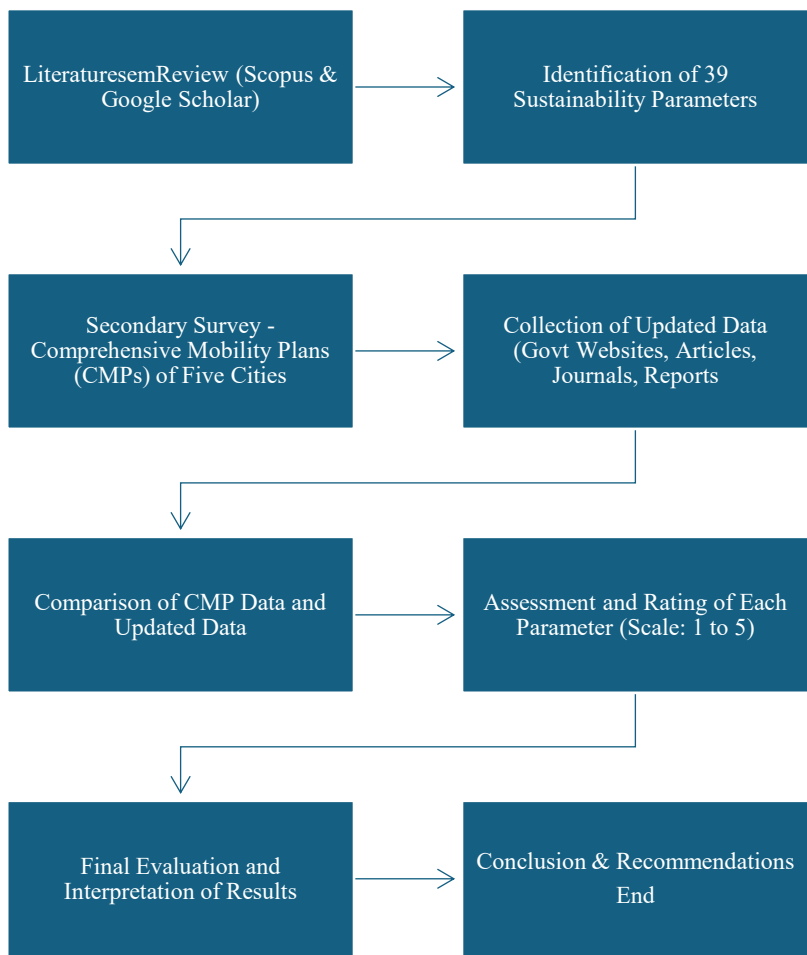 LiteraturesemReview (Scopus &
Google Scholar)
Identification of 39
Sustainability Parameters
Secondary Survey -
Comprehensive Mobility Plans
(CMPs) of Five Cities
Collection of Updated Data
(Govt Websites, Articles,
Journals, Reports
Comparison of CMP Data and
Updated Data
Assessment and Rating of Each
Parameter (Scale: 1 to 5)
Final Evaluation and
Interpretation of Results
Conclusion & Recommendations
End